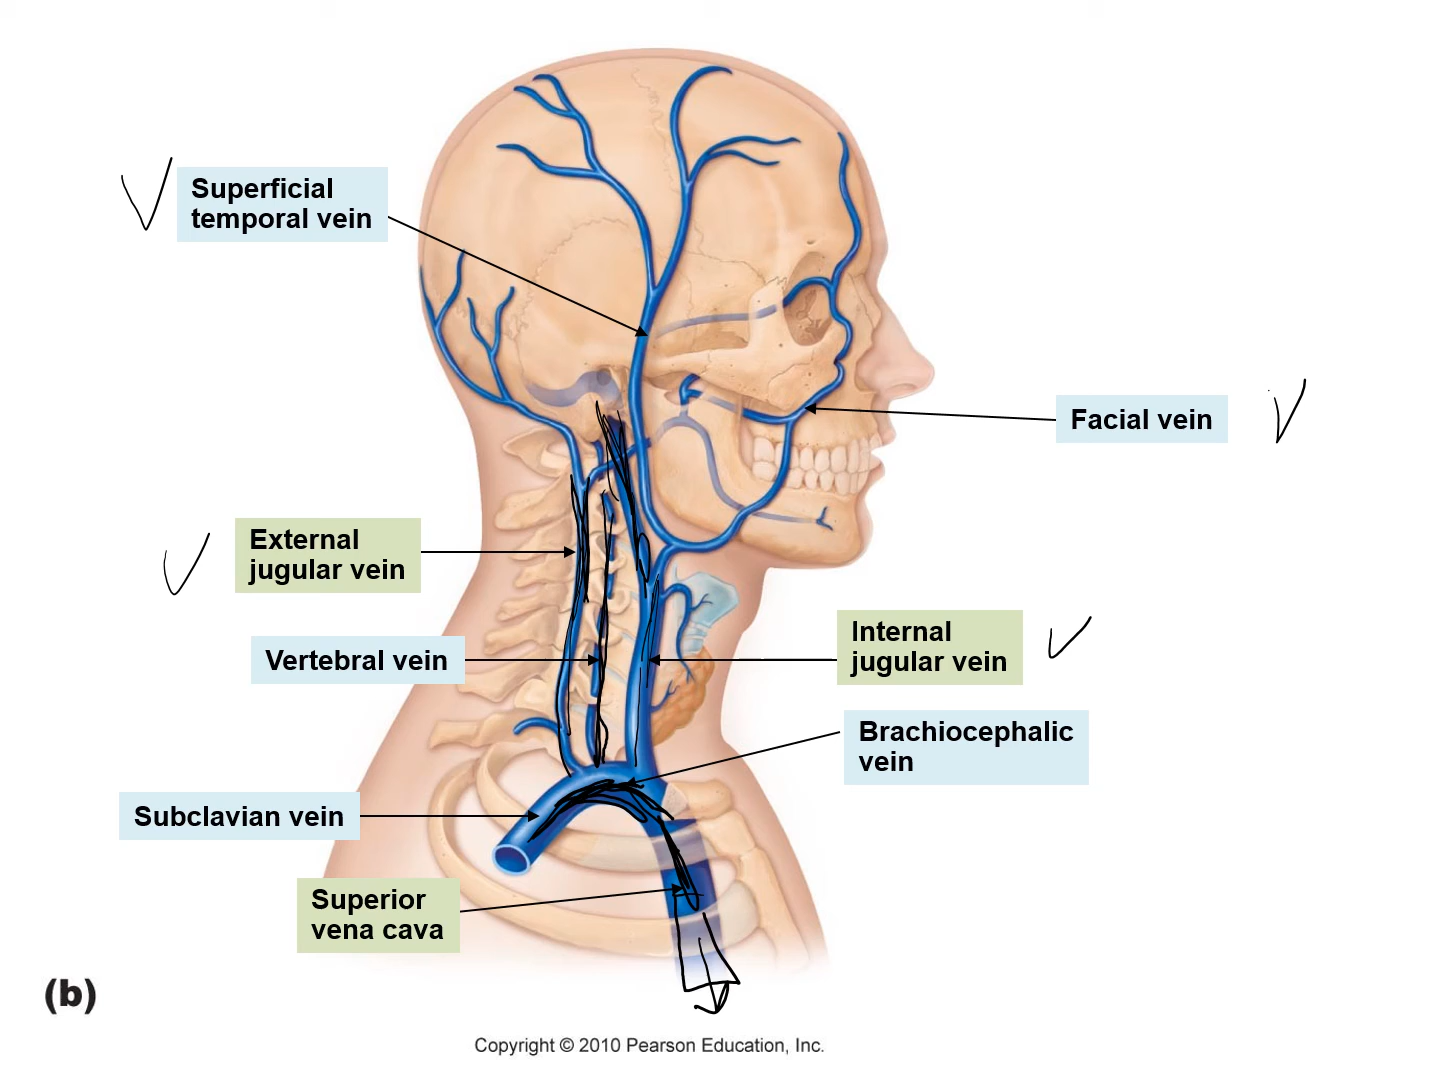 Superficial
temporal vein
Facial vein
External
jugular vein
Internal
jugular vein
Vertebral vein
Brachiocephalic
vein
Subclavian vein
Superior
vena cava
(b)
Copyright © 2010 Pearson Education, Inc.